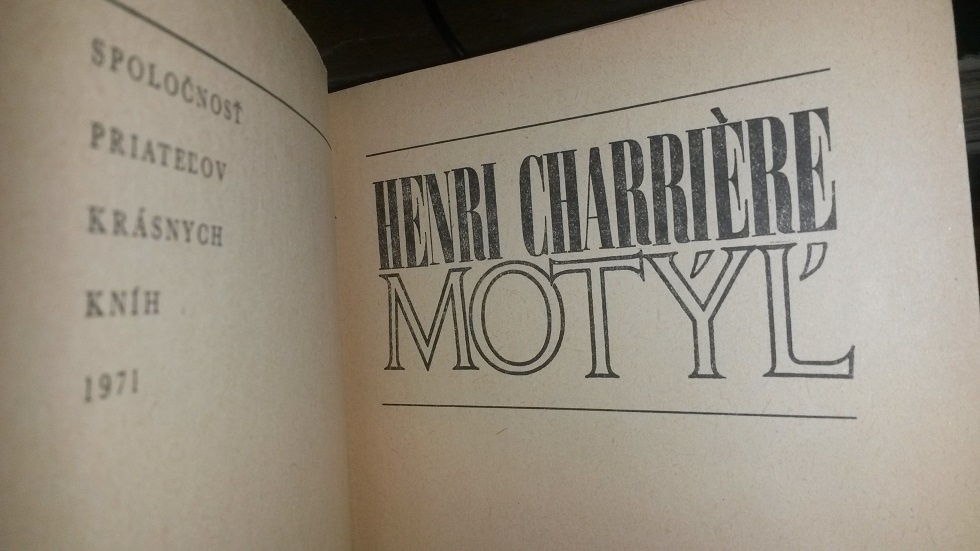 SPOLOČNOSŤ
PRIATEĽOV
KRÁSNYCH
KNÍH
1971
HENRI CHARRIÈRE
MOTÝĽ